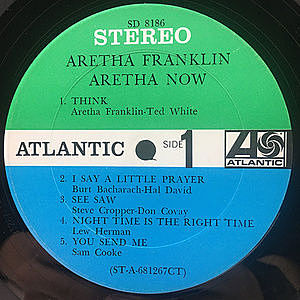 SD 8186
STEREO
ARETHA FRANKLIN
ARETHA NOW
1. THINK
Aretha Franklin-Ted White
ATLANTIC SIDE 1 ATLANTIC
2. I SAY A LITTLE PRAYER
Burt Bacharach-Hal David
3. SEE SAW
Steve Cropper-Don Covay
4. NIGHT TIME IS THE RIGHT TIME
Lew Herman
5. YOU SEND ME
Sam Cooke
(ST-A-681267CT)